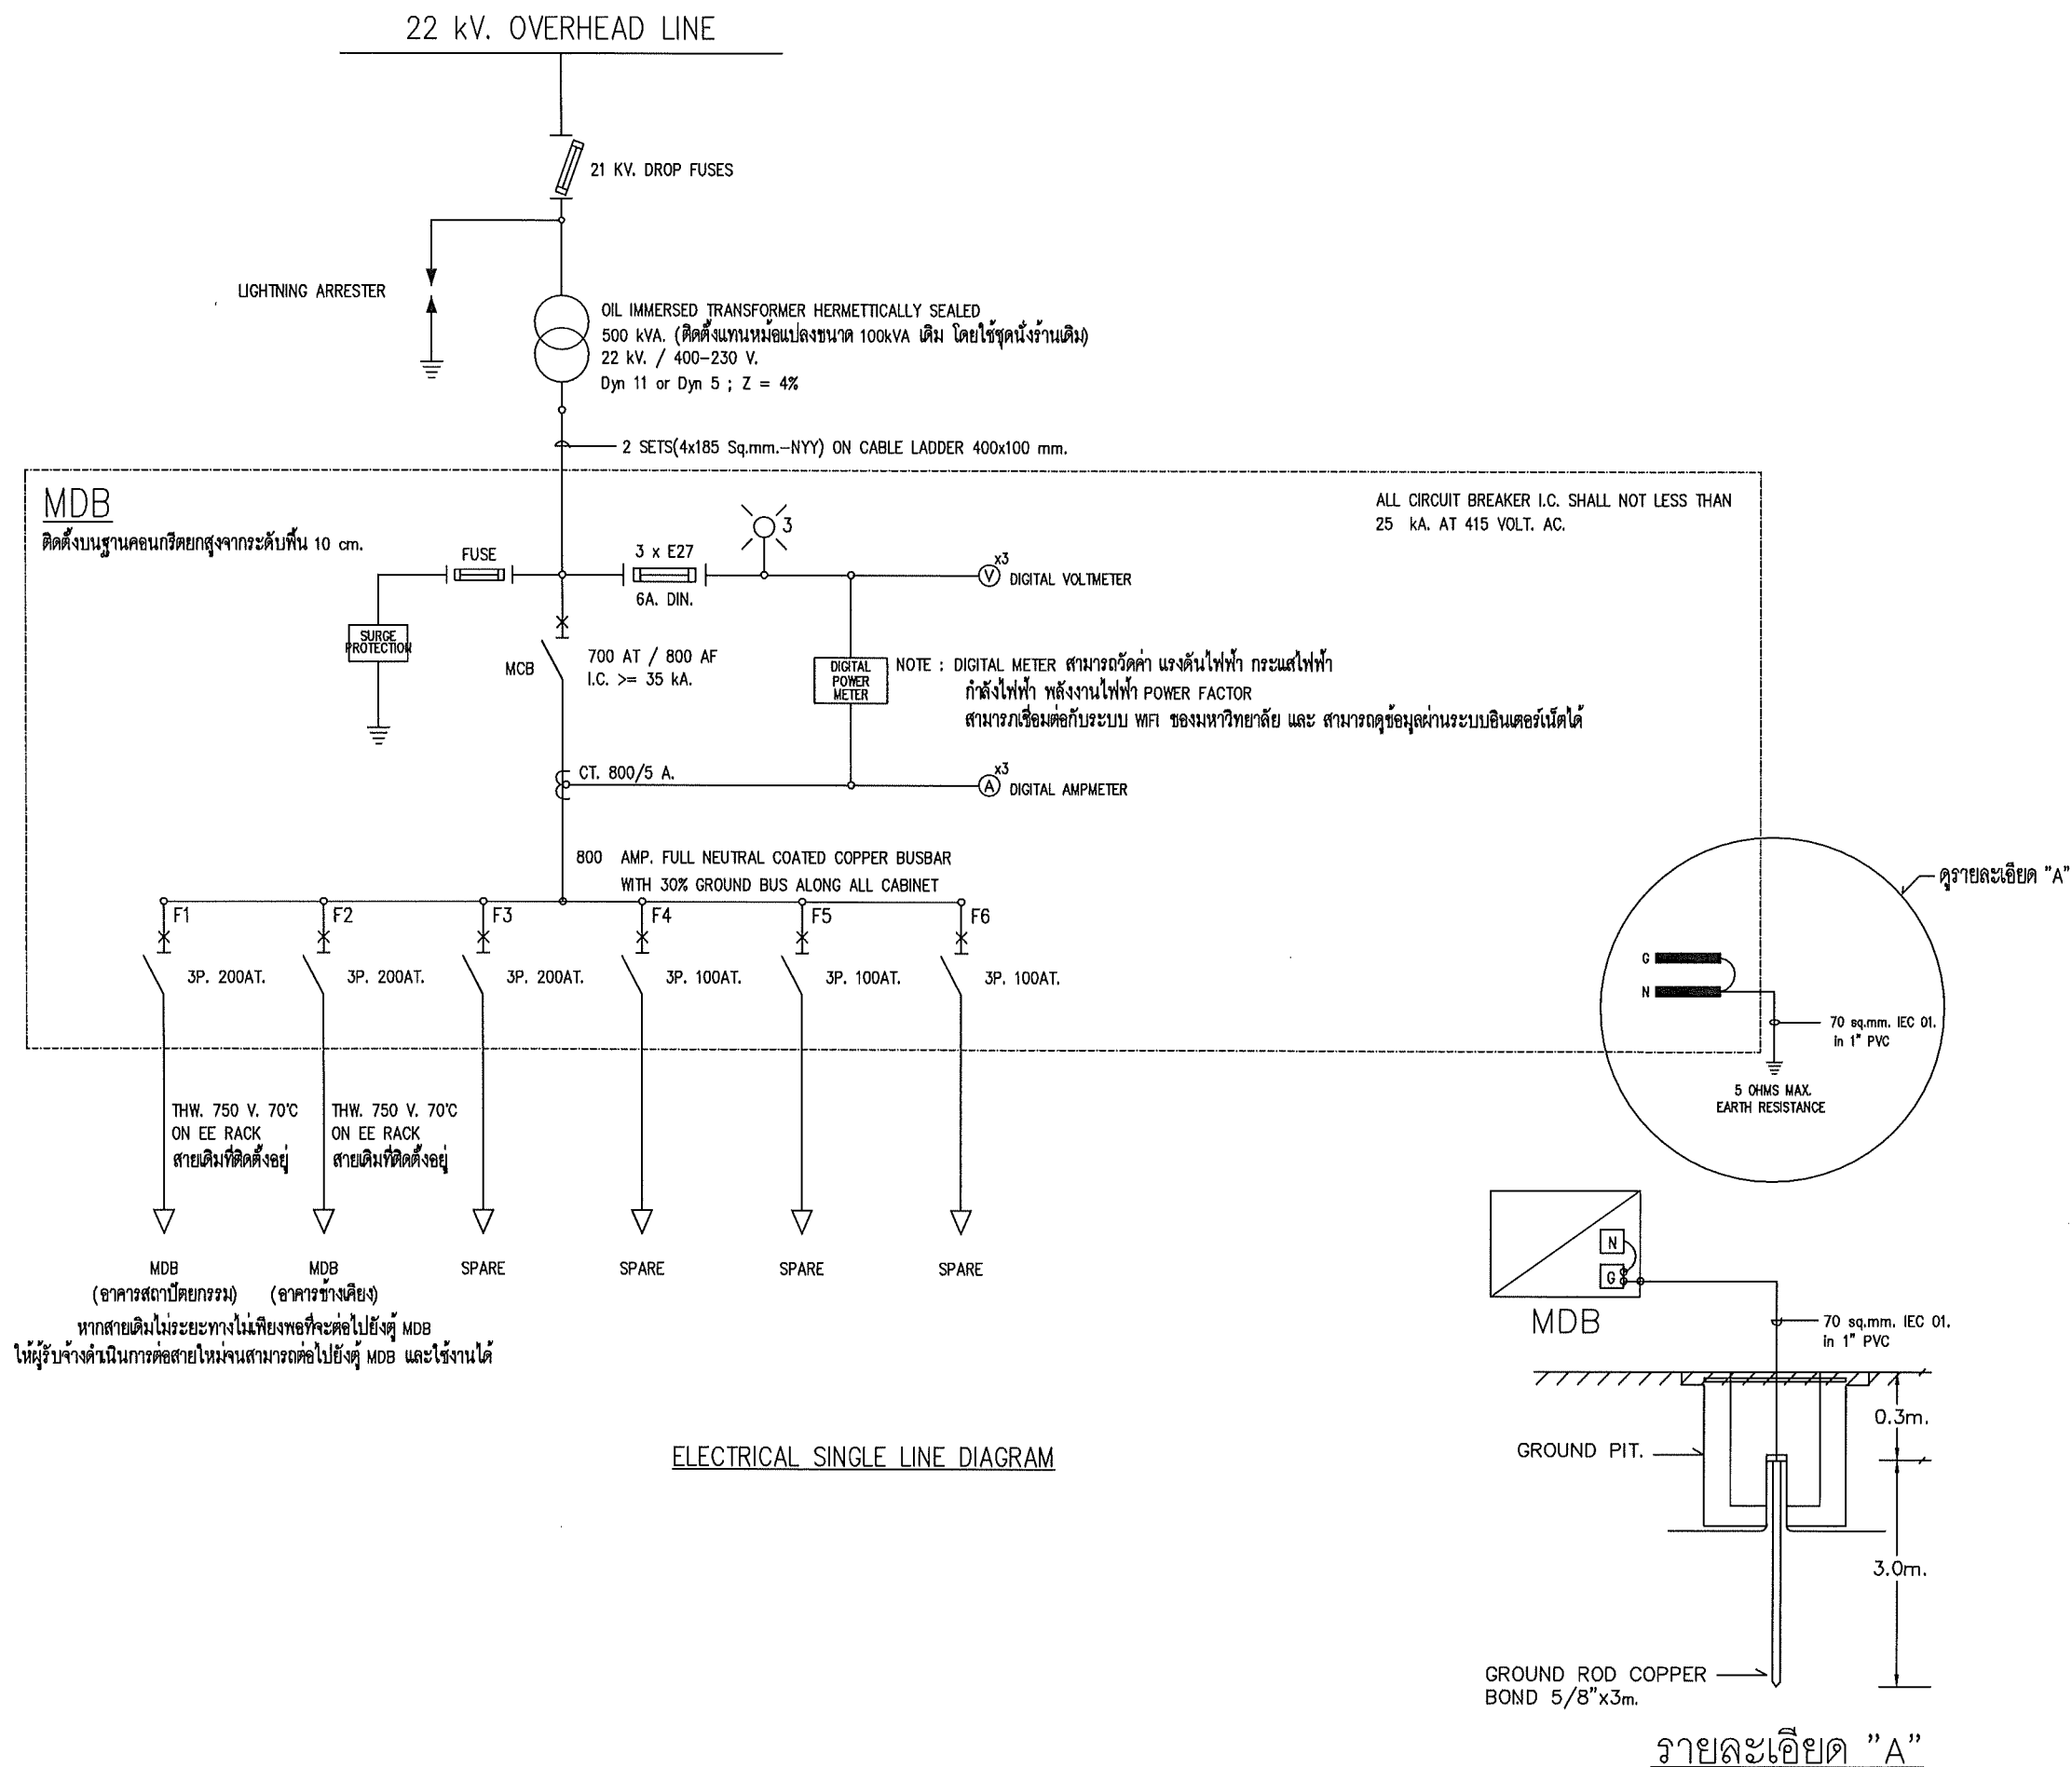 22 kV. OVERHEAD LINE
21 KV. DROP FUSES
LIGHTNING ARRESTER
OIL IMMERSED TRANSFORMER HERMETTICALLY SEALED
500 kVA. (ติดตั้งแทนหม้อแปลงขนาด 100kVA เดิม โดยใช้ชุดนั่งร้านเดิม)
22 kV. / 400-230 V.
Dyn 11 or Dyn 5 ; Z = 4%
2 SETS(4x185 Sq.mm.-NYY) ON CABLE LADDER 400x100 mm.
MDB
ติดตั้งบนฐานคอนกรีตยกสูงจากระดับพื้น 10 cm.
ALL CIRCUIT BREAKER I.C. SHALL NOT LESS THAN
25 kA. AT 415 VOLT. AC.
FUSE
3 x E27
6A. DIN.
3
x3
V
DIGITAL VOLTMETER
SURGE
PROTECTION
MCB
700 AT / 800 AF
I.C. >= 35 kA.
DIGITAL
POWER
METER
NOTE : DIGITAL METER สามารถวัดค่า แรงดันไฟฟ้า กระแสไฟฟ้า
กำลังไฟฟ้า พลังงานไฟฟ้า POWER FACTOR
สามารภเชื่อมต่อกับระบบ WIFI ของมหาวิทยาลัย และ สามารถดูข้อมูลผ่านระบบอินเตอร์เน็ตได้
CT. 800/5 A.
x3
A
DIGITAL AMPMETER
800 AMP. FULL NEUTRAL COATED COPPER BUSBAR
WITH 30% GROUND BUS ALONG ALL CABINET
F1
F2
F3
F4
F5
F6
3P. 200AT.
3P. 200AT.
3P. 200AT.
3P. 100AT.
3P. 100AT.
3P. 100AT.
THW. 750 V. 70°C
ON EE RACK
สายเดิมที่ติดตั้งอยู่
THW. 750 V. 70°C
ON EE RACK
สายเดิมที่ติดตั้งอยู่
MDB
(อาคารสถาปัตยกรรม)
MDB
(อาคารข้างเคียง)
SPARE
SPARE
SPARE
SPARE
หากสายเดิมไม่ระยะทางไม่เพียงพอที่จะต่อไปยังตู้ MDB
ให้ผู้รับจ้างดำเนินการต่อสายใหม่จนสามารถต่อไปยังตู้ MDB และใช้งานได้
ดูรายละเอียด "A"
G
N
70 sq.mm. IEC 01.
in 1" PVC
5 OHMS MAX.
EARTH RESISTANCE
N
G
MDB
70 sq.mm. IEC 01.
in 1" PVC
0.3m.
GROUND PIT.
3.0m.
GROUND ROD COPPER
BOND 5/8"x3m.
รายละเอียด "A"
ELECTRICAL SINGLE LINE DIAGRAM